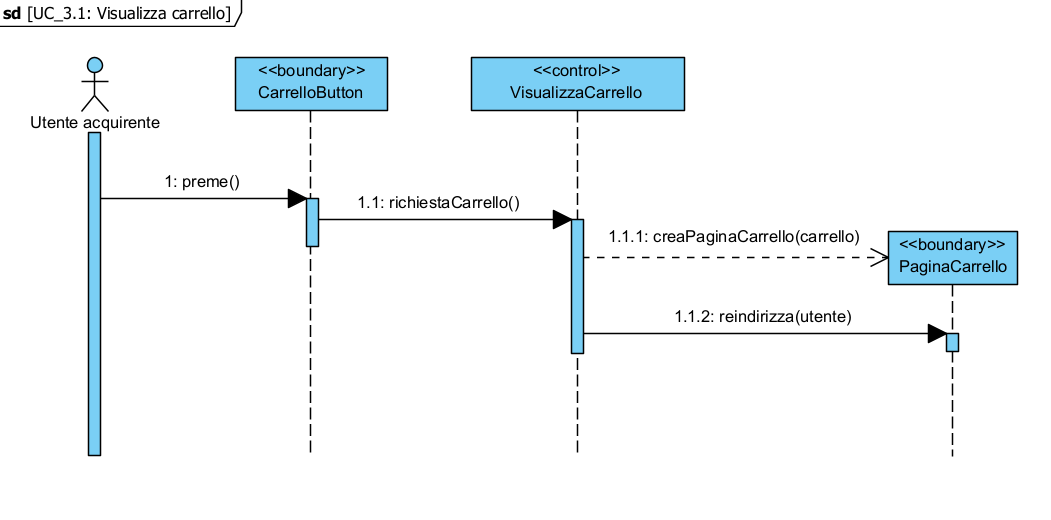 sd [UC_3.1: Visualizza carrello]
<<boundary>>
CarrelloButton
<<control>>
VisualizzaCarrello
Utente acquirente
1: preme()
1.1: richiestaCarrello()
1.1.1: creaPaginaCarrello(carrello)
<<boundary>>
PaginaCarrello
1.1.2: reindirizza(utente)